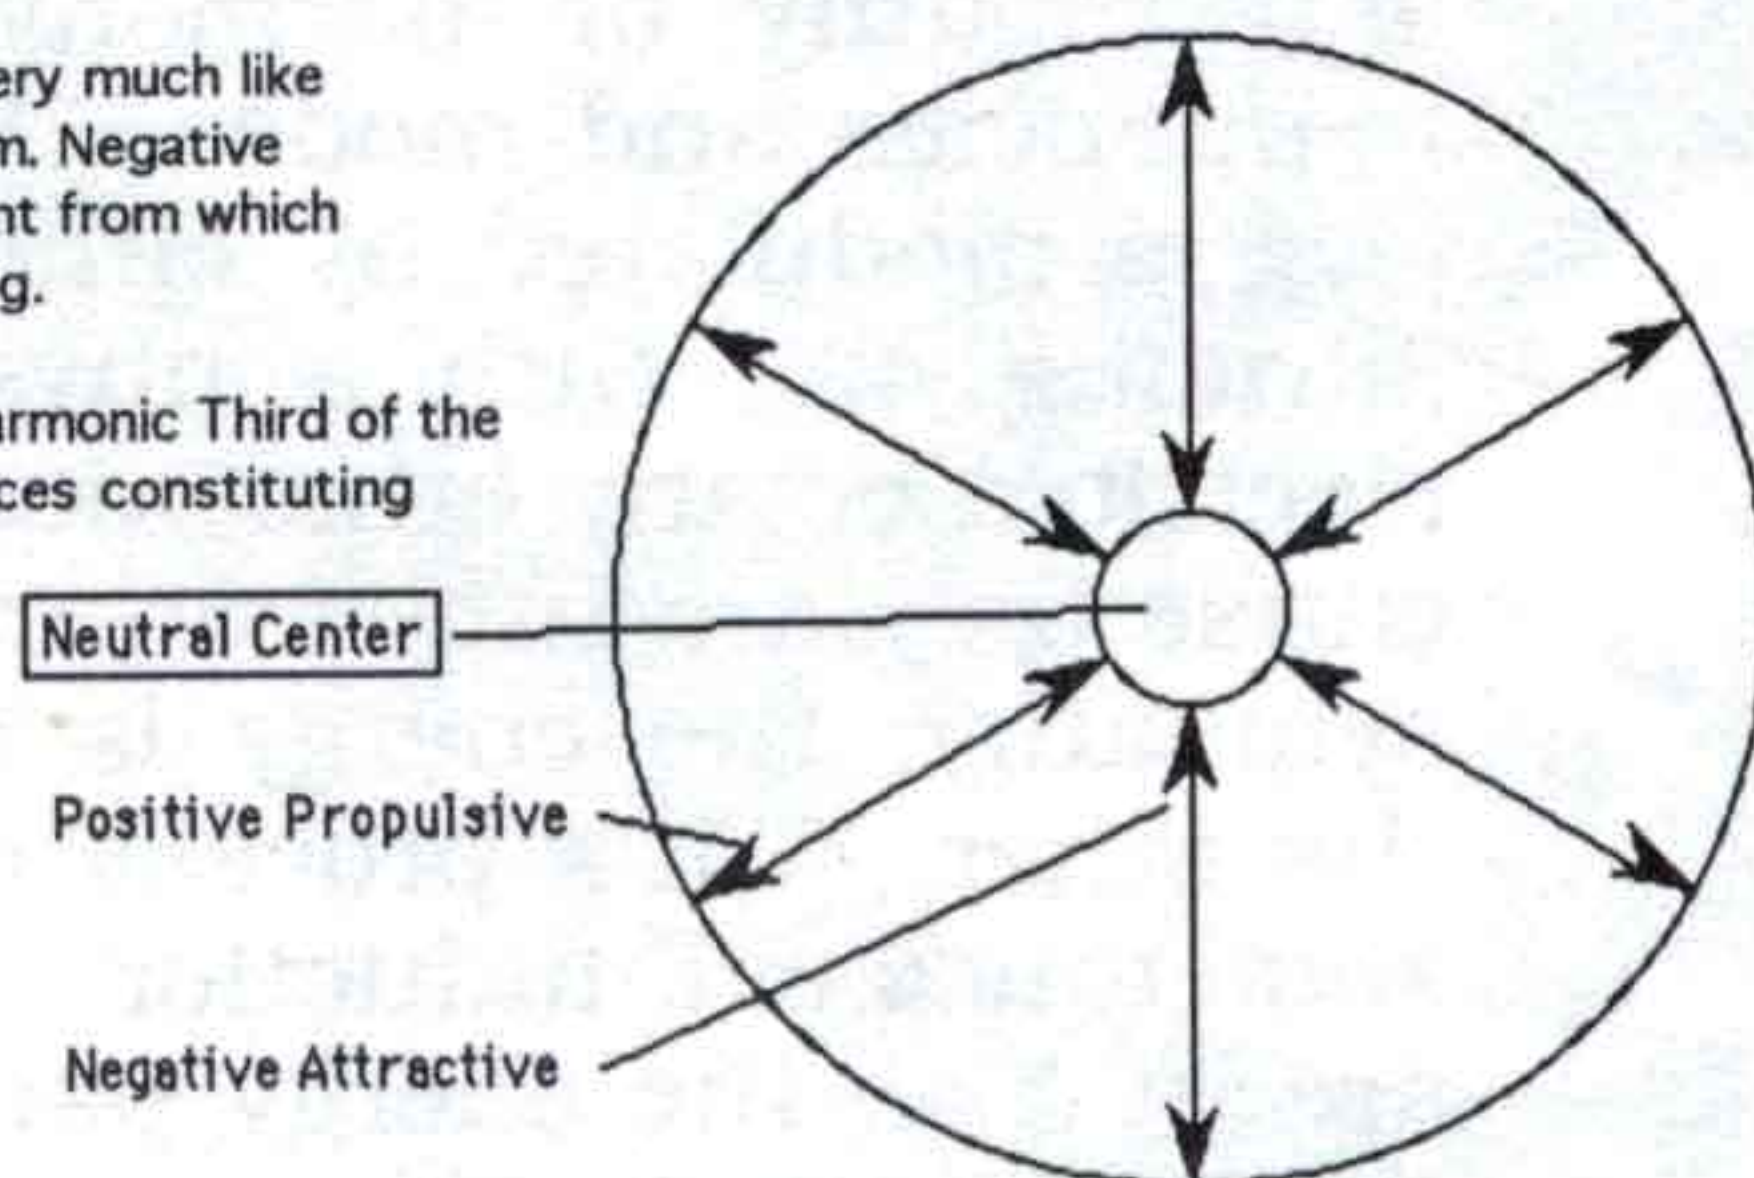 ery much like
m. Negative
nt from which
g.
armonic Third of the
ces constituting
Neutral Center
Positive Propulsive
Negative Attractive